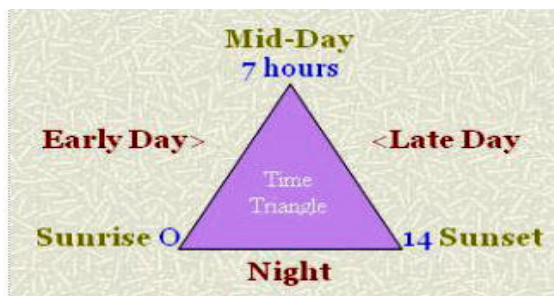 Mid-Day
7 hours
Early Day>
<Late Day
Time
Triangle
Sunrise O
14 Sunset
Night